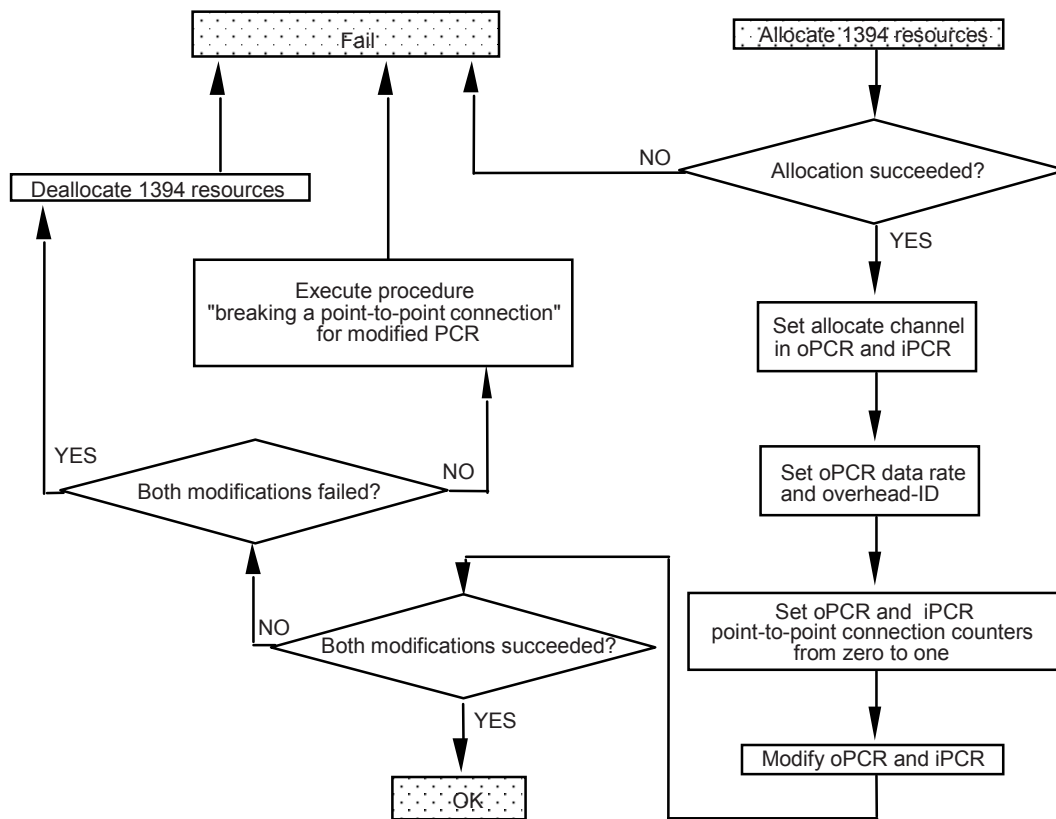 Fail
Allocate 1394 resources
NO
Allocation succeeded?
Deallocate 1394 resources
YES
Execute procedure
"breaking a point-to-point connection"
for modified PCR
Set allocate channel
in oPCR and iPCR
YES
NO
Both modifications failed?
Set oPCR data rate
and overhead-ID
NO
Both modifications succeeded?
Set oPCR and iPCR
point-to-point connection counters
from zero to one
YES
Modify oPCR and iPCR
OK